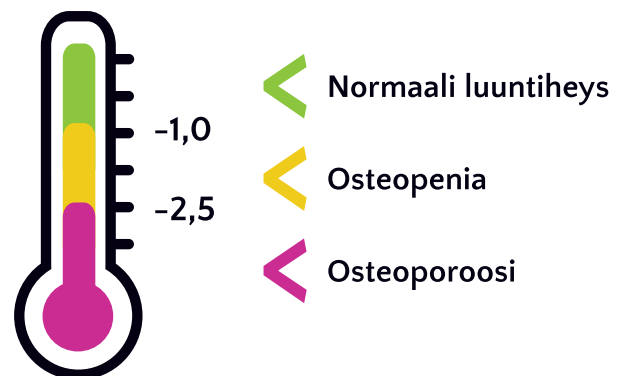 Normaali luuntiheys
-1,0
Osteopenia
-2,5
Osteoporoosi